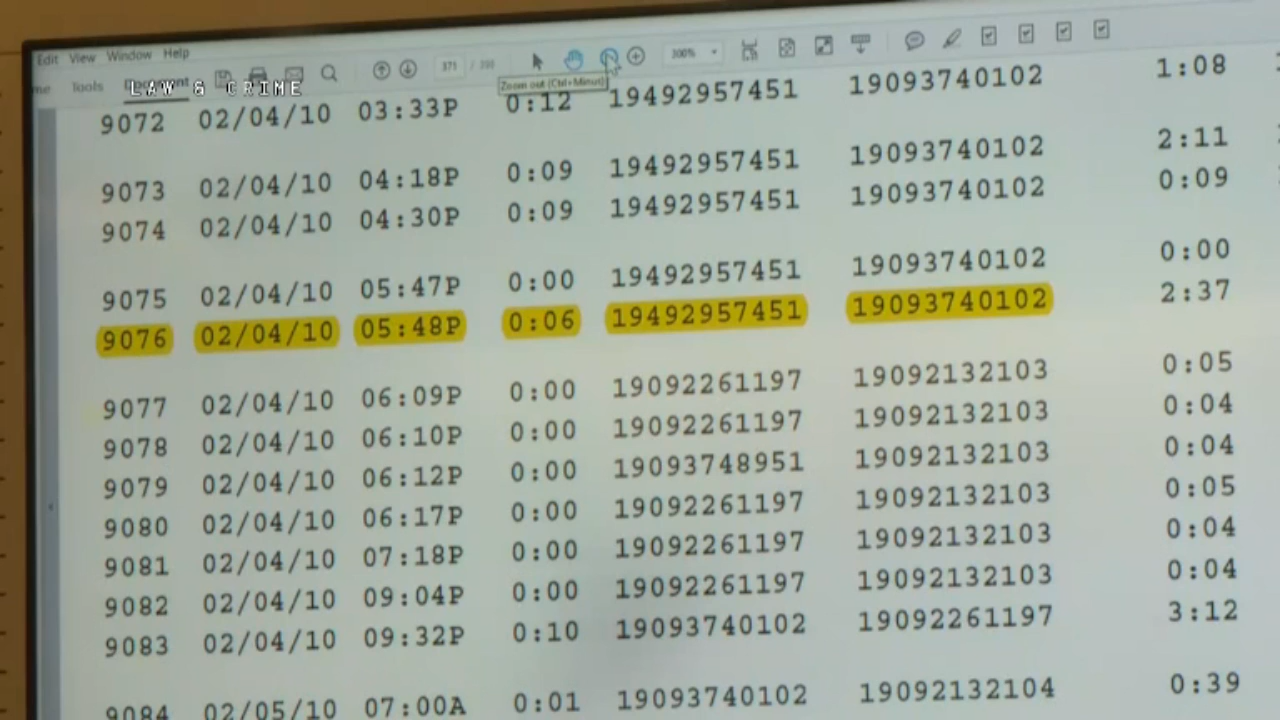 Edit View Window Help
Tools
LAW & CRIME
371 / 300%
Zoom out (Ctrl+Minus)
9072 02/04/10 03:33P 0:12 19492957451 19093740102 1:08
9073 02/04/10 04:18P 0:09 19492957451 19093740102 2:11
9074 02/04/10 04:30P 0:09 19492957451 19093740102 0:09
9075 02/04/10 05:47P 0:00 19492957451 19093740102 0:00
9076 02/04/10 05:48P 0:06 19492957451 19093740102 2:37
9077 02/04/10 06:09P 0:00 19092261197 19092132103 0:05
9078 02/04/10 06:10P 0:00 19092261197 19092132103 0:04
9079 02/04/10 06:12P 0:00 19093748951 19092132103 0:04
9080 02/04/10 06:17P 0:00 19092261197 19092132103 0:05
9081 02/04/10 07:18P 0:00 19092261197 19092132103 0:04
9082 02/04/10 09:04P 0:00 19092261197 19092132103 0:04
9083 02/04/10 09:32P 0:10 19093740102 19092261197 3:12
9084 02/05/10 07:00A 0:01 19093740102 19092132104 0:39